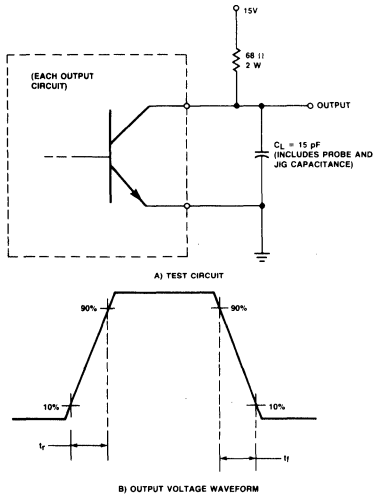 15V
68 Ω
2 W
(EACH OUTPUT
CIRCUIT)
OUTPUT
CL = 15 pF
(INCLUDES PROBE AND
JIG CAPACITANCE)
A) TEST CIRCUIT
90%
90%
10%
10%
tr
tf
B) OUTPUT VOLTAGE WAVEFORM